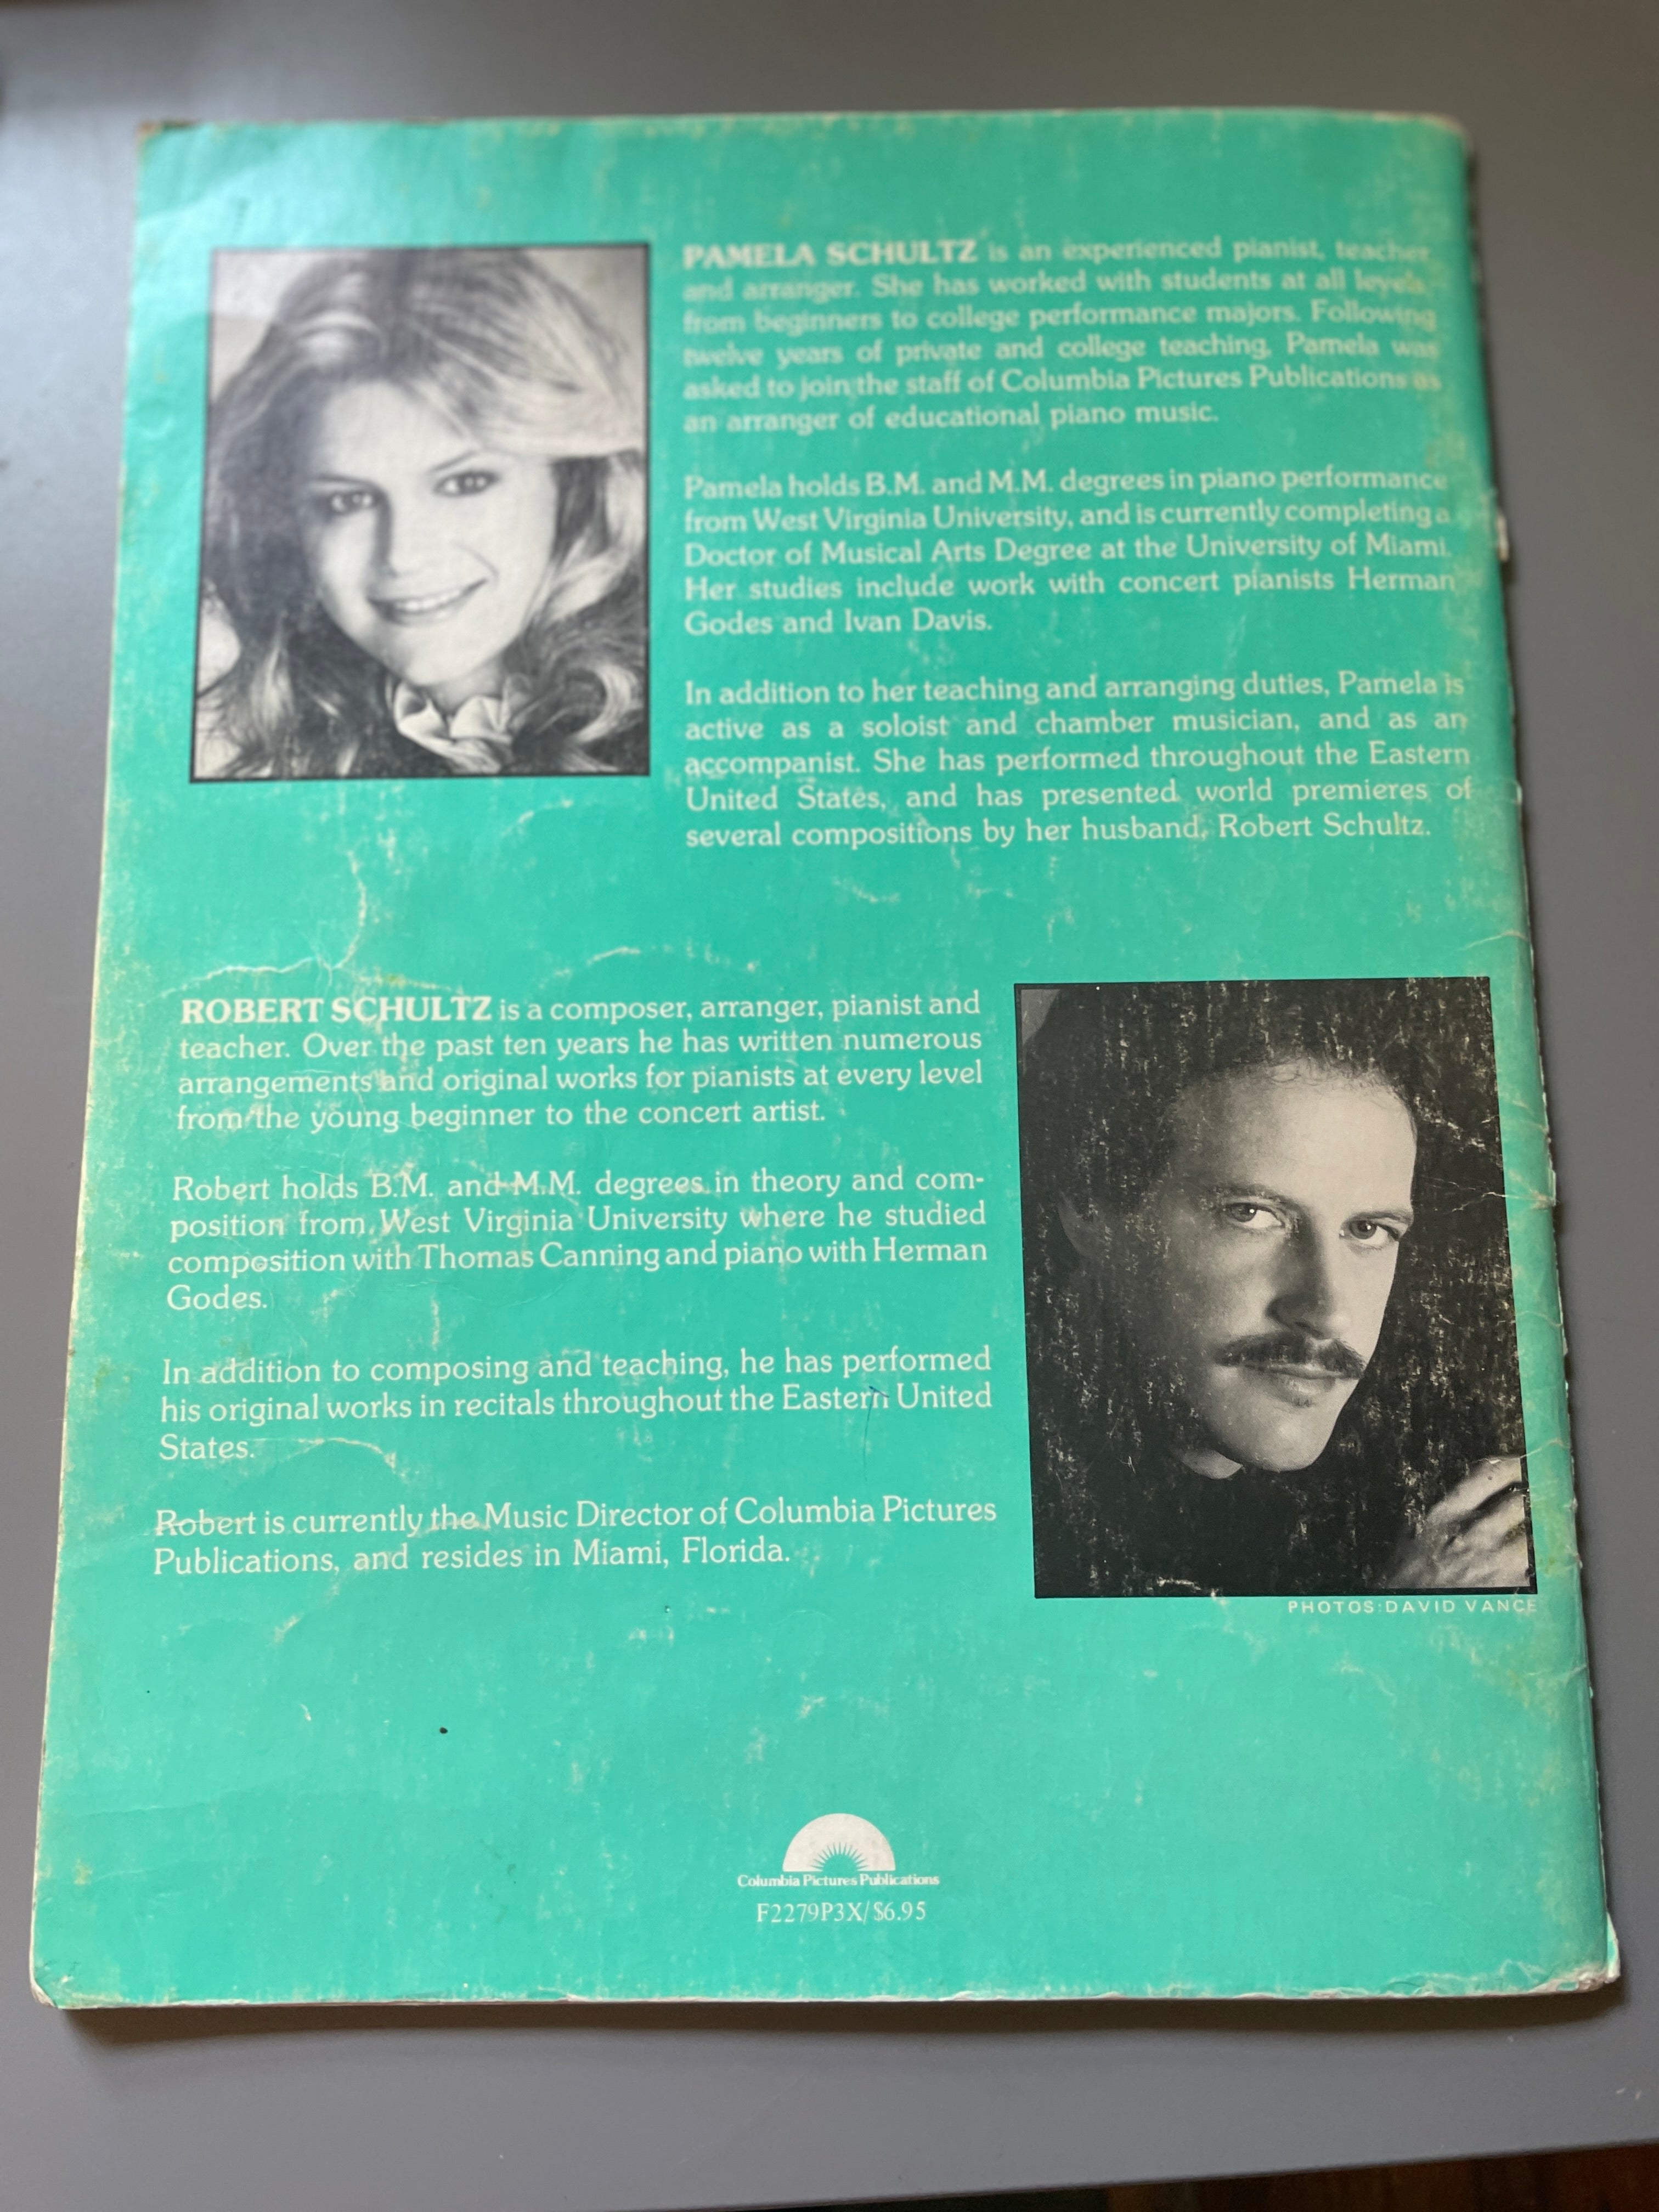 PAMELA SCHULTZ is an experienced pianist, teacher
and arranger. She has worked with students at all levels,
from beginners to college performance majors. Following
twelve years of private and college teaching, Pamela was
asked to join the staff of Columbia Pictures Publications as
an arranger of educational piano music.
Pamela holds B.M. and M.M. degrees in piano performance
from West Virginia University, and is currently completing a
Doctor of Musical Arts Degree at the University of Miami.
Her studies include work with concert pianists Herman
Godes and Ivan Davis.
In addition to her teaching and arranging duties, Pamela is
active as a soloist and chamber musician, and as an
accompanist. She has performed throughout the Eastern
United States, and has presented world premieres of
several compositions by her husband, Robert Schultz.
ROBERT SCHULTZ is a composer, arranger, pianist and
teacher. Over the past ten years he has written numerous
arrangements and original works for pianists at every level
from the young beginner to the concert artist.
Robert holds B.M. and M.M. degrees in theory and com-
position from West Virginia University where he studied
composition with Thomas Canning and piano with Herman
Godes.
In addition to composing and teaching, he has performed
his original works in recitals throughout the Eastern United
States.
Robert is currently the Music Director of Columbia Pictures
Publications, and resides in Miami, Florida.
PHOTOS:DAVID VANCE
Columbia Pictures Publications
F2279P3X/$6.95